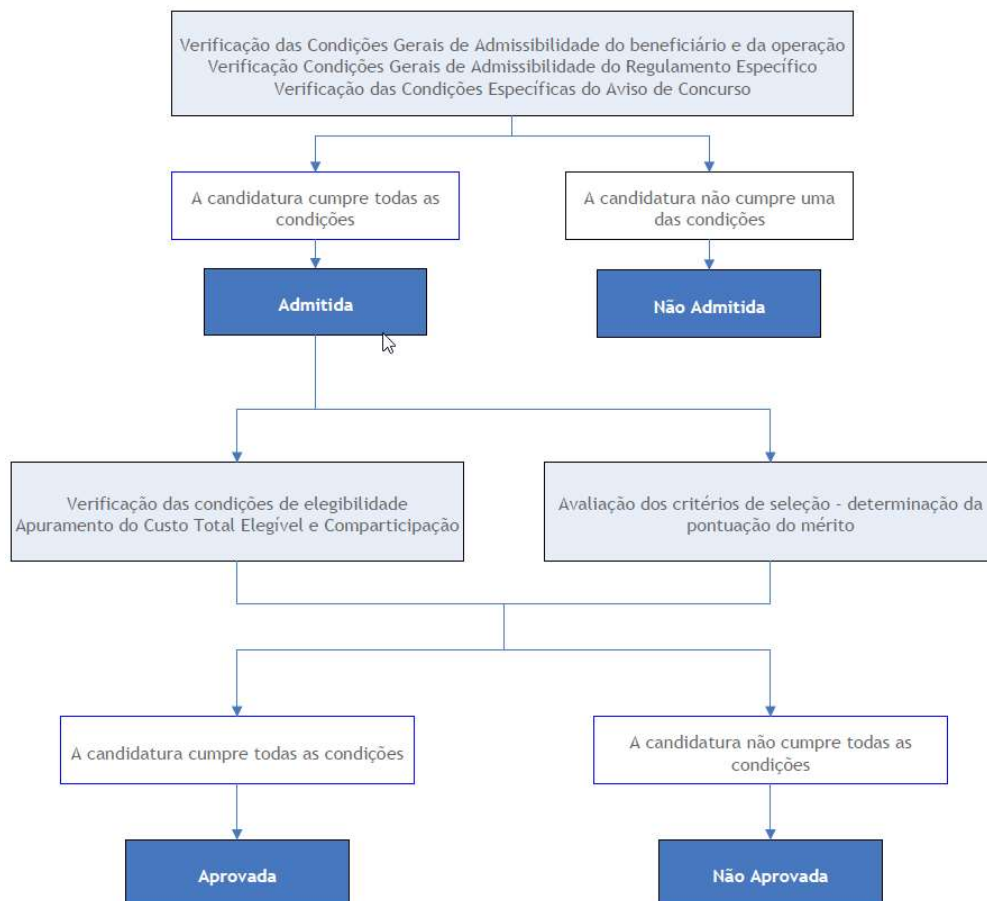 Verificação das Condições Gerais de Admissibilidade do beneficiário e da operação
Verificação Condições Gerais de Admissibilidade do Regulamento Específico
Verificação das Condições Específicas do Aviso de Concurso
A candidatura cumpre todas as
condições
A candidatura não cumpre uma
das condições
Admitida
Não Admitida
Verificação das condições de elegibilidade
Apuramento do Custo Total Elegível e Comparticipação
Avaliação dos critérios de seleção - determinação da
pontuação do mérito
A candidatura cumpre todas as condições
A candidatura não cumpre todas as
condições
Aprovada
Não Aprovada